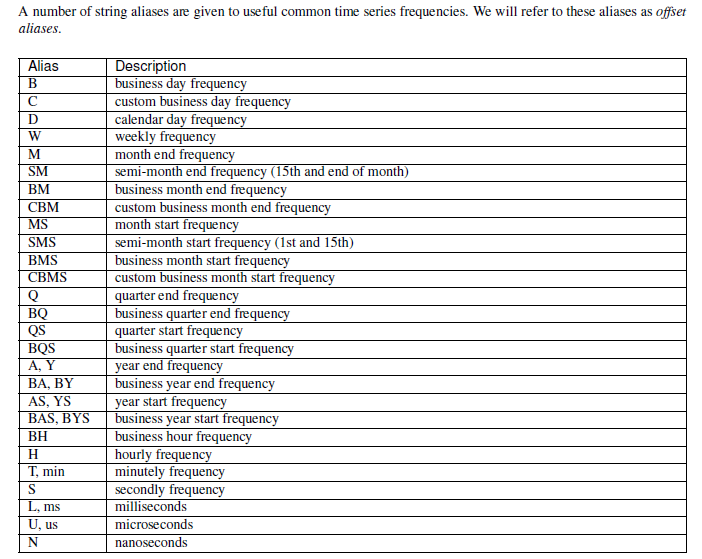 A number of string aliases are given to useful common time series frequencies. We will refer to these aliases as offset
aliases.
Alias Description
B business day frequency
C custom business day frequency
D calendar day frequency
W weekly frequency
M month end frequency
SM semi-month end frequency (15th and end of month)
BM business month end frequency
CBM custom business month end frequency
MS month start frequency
SMS semi-month start frequency (1st and 15th)
BMS business month start frequency
CBMS custom business month start frequency
Q quarter end frequency
BQ business quarter end frequency
QS quarter start frequency
BQS business quarter start frequency
A, Y year end frequency
BA, BY business year end frequency
AS, YS year start frequency
BAS, BYS business year start frequency
BH business hour frequency
H hourly frequency
T, min minutely frequency
S secondly frequency
L, ms milliseconds
U, us microseconds
N nanoseconds